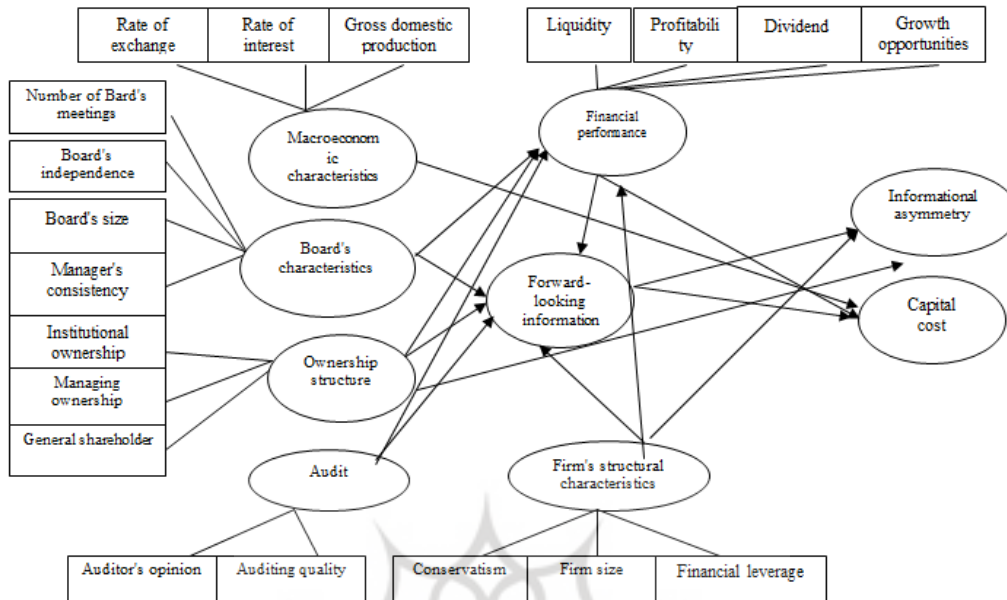 Rate of
exchange
Rate of
interest
Gross domestic
production
Liquidity
Profitabili
ty
Dividend
Growth
opportunities
Number of Bard's
meetings
Board's
independence
Board's size
Manager's
consistency
Institutional
ownership
Managing
ownership
General shareholder
Macroeconom
ic
characteristics
Financial
performance
Board's
characteristics
Forward-
looking
information
Informational
asymmetry
Capital
cost
Ownership
structure
Audit
Firm's structural
characteristics
Auditor's opinion
Auditing quality
Conservatism
Firm size
Financial leverage